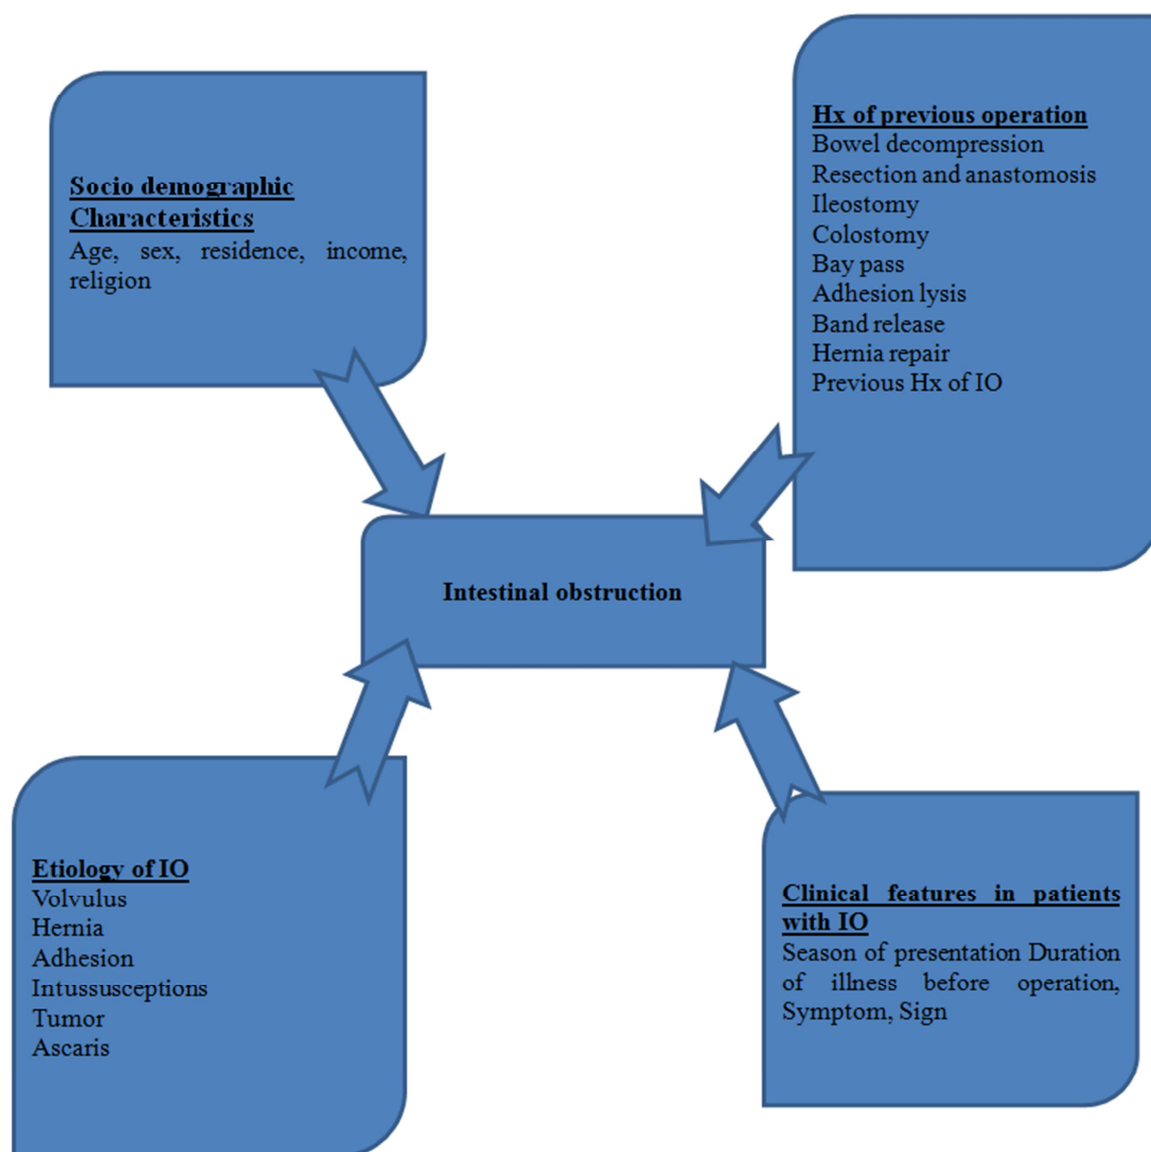 Socio demographic
Characteristics
Age, sex, residence, income,
religion
Hx of previous operation
Bowel decompression
Resection and anastomosis
Ileostomy
Colostomy
Bay pass
Adhesion lysis
Band release
Hernia repair
Previous Hx of IO
Intestinal obstruction
Etiology of IO
Volvulus
Hernia
Adhesion
Intussusceptions
Tumor
Ascaris
Clinical features in patients
with IO
Season of presentation Duration
of illness before operation,
Symptom, Sign